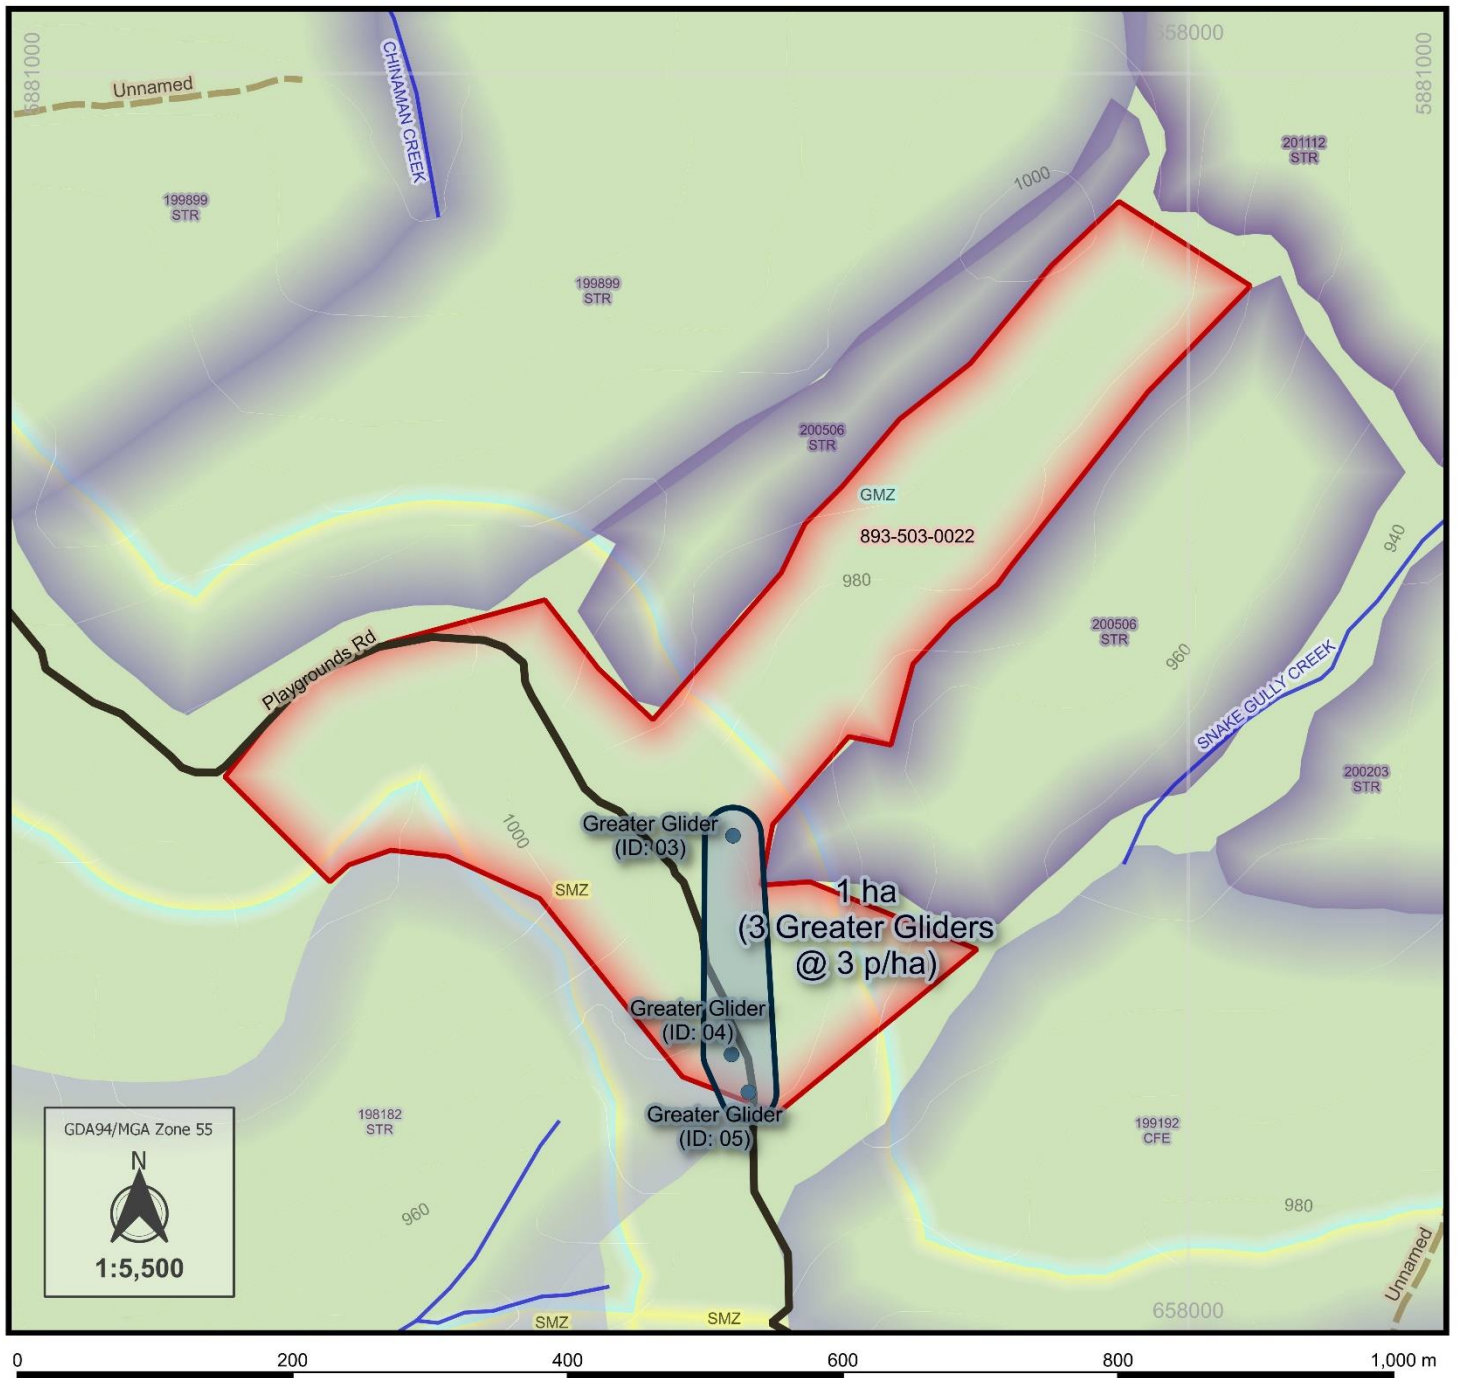 5881000
Unnamed
CHINAMAN CREEK
658000
5881000
201112
STR
1000
199899
STR
199899
STR
200506
STR
GMZ
893-503-0022
980
940
200506
STR
960
Playgrounds Rd
SNAKE GULLY CREEK
200203
STR
1000
Greater Glider
(ID: 03)
SMZ
1 ha
(3 Greater Gliders
@ 3 p/ha)
Greater Glider
(ID: 04)
Greater Glider
(ID: 05)
198182
STR
199192
CFE
GDA94/MGA Zone 55
N
1:5,500
960
980
Unnamed
658000
SMZ
SMZ
0 200 400 600 800 1,000 m